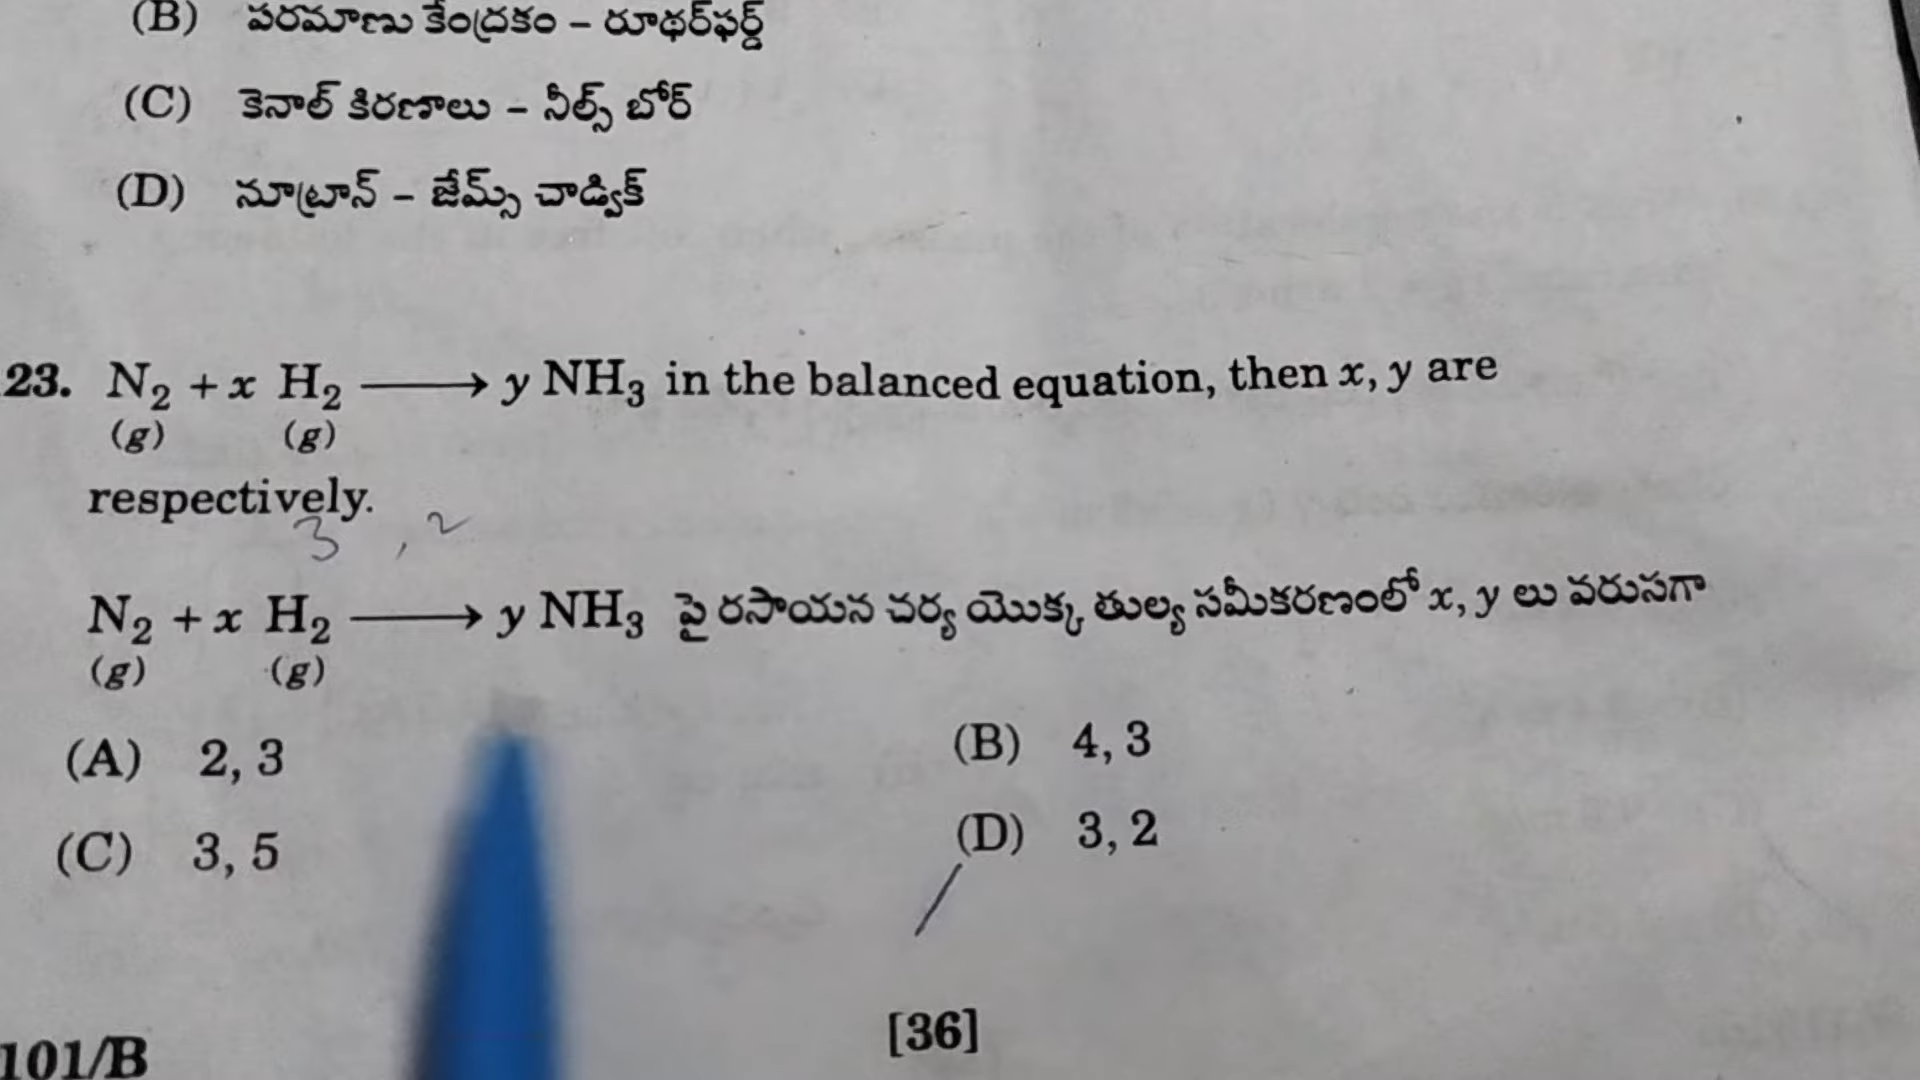 (B) పరమాణు కేంద్రకం – రూథర్‌ఫర్డ్
(C) కెనాల్ కిరణాలు – నీల్స్ బోర్
(D) నూట్రాన్ – జేమ్స్ చాడ్విక్
23. N₂ + x H₂ ⟶ y NH₃ in the balanced equation, then x, y are
(g) (g)
respectively.
3 , 2
N₂ + x H₂ ⟶ y NH₃ పై రసాయన చర్య యొక్క తుల్య సమీకరణంలో x, y లు వరుసగా
(g) (g)
(A) 2, 3 (B) 4, 3
(C) 3, 5 (D) 3, 2
[36]
101/B